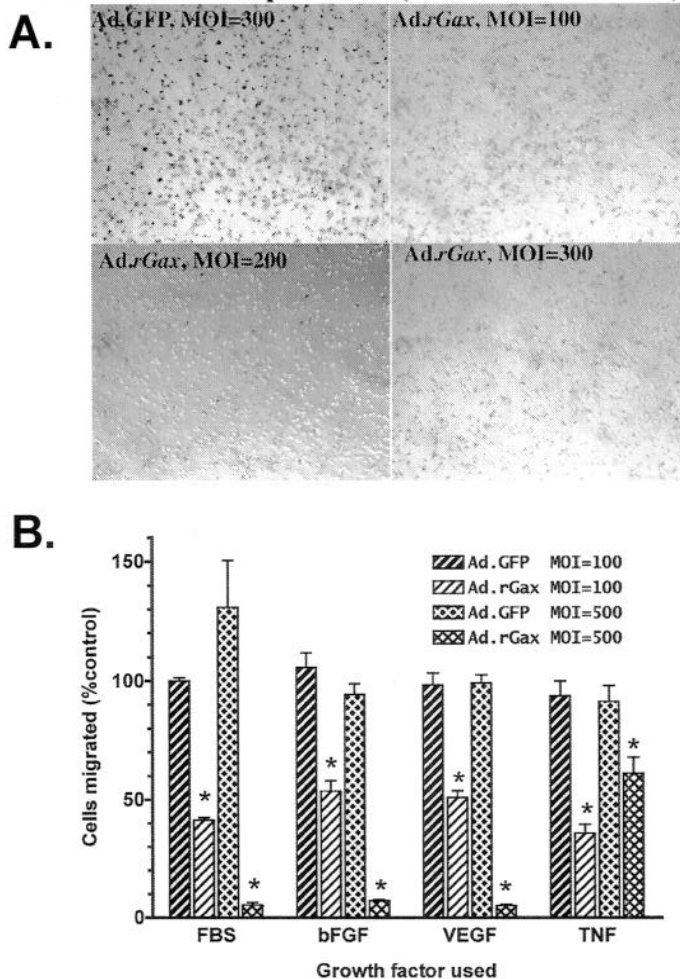 A.
Ad.GFP, MOI=300
Ad.rGax, MOI=100
Ad.rGax, MOI=200
Ad.rGax, MOI=300
B.
Cells migrated (%control)
150
100
50
0
Ad.GFP MOI=100
Ad.rGax MOI=100
Ad.GFP MOI=500
Ad.rGax MOI=500
* * * * * * * *
FBS bFGF VEGF TNF
Growth factor used